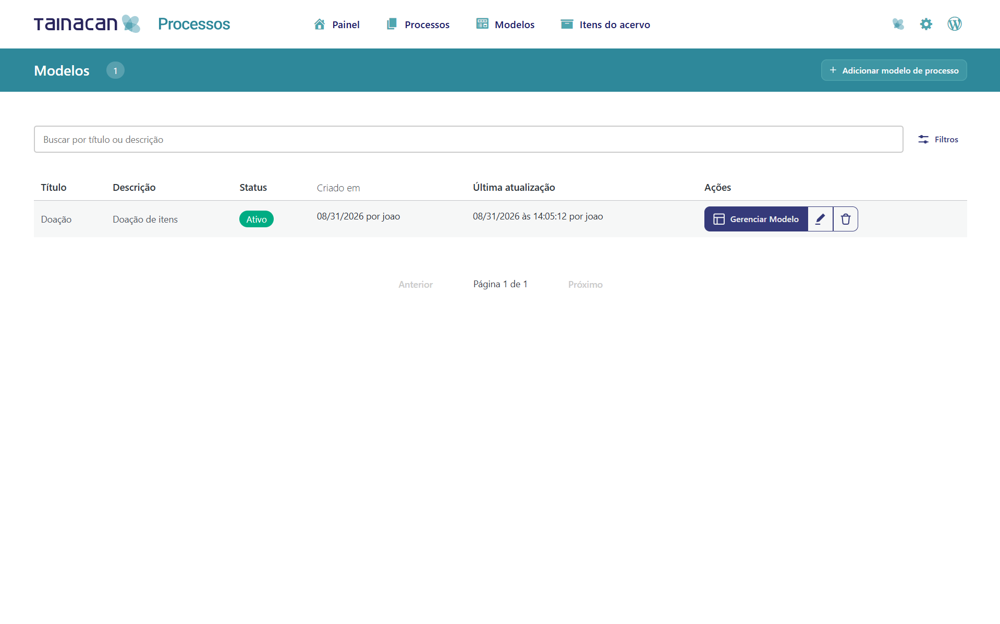 Tainacan Processos Painel Processos Modelos Itens do acervo
Modelos 1 + Adicionar modelo de processo
Buscar por título ou descrição Filtros
Título Descrição Status Criado em Última atualização Ações
Doação Doação de itens Ativo 08/31/2026 por joao 08/31/2026 às 14:05:12 por joao Gerenciar Modelo
Anterior Página 1 de 1 Próximo